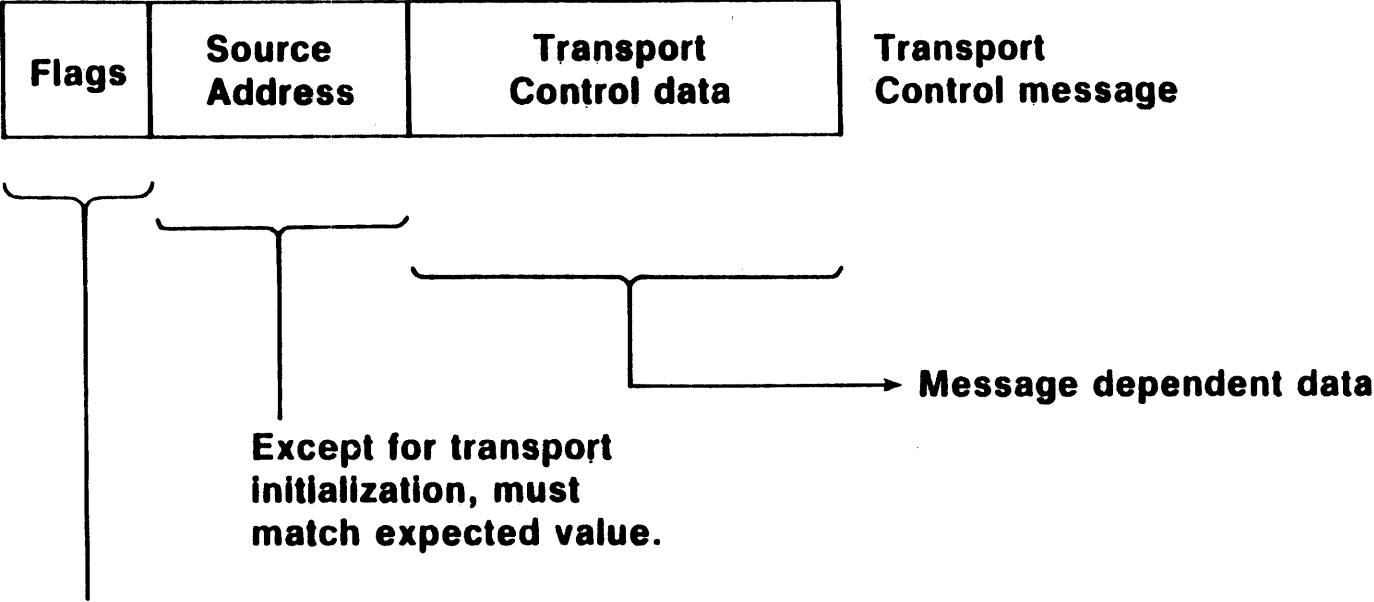 Flags
Source
Address
Transport
Control data
Transport
Control message
Message dependent data
Except for transport
initialization, must
match expected value.